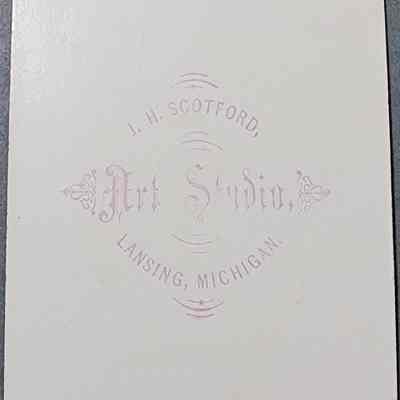 I. H. SCOTFORD,
Art Studio,
LANSING, MICHIGAN.